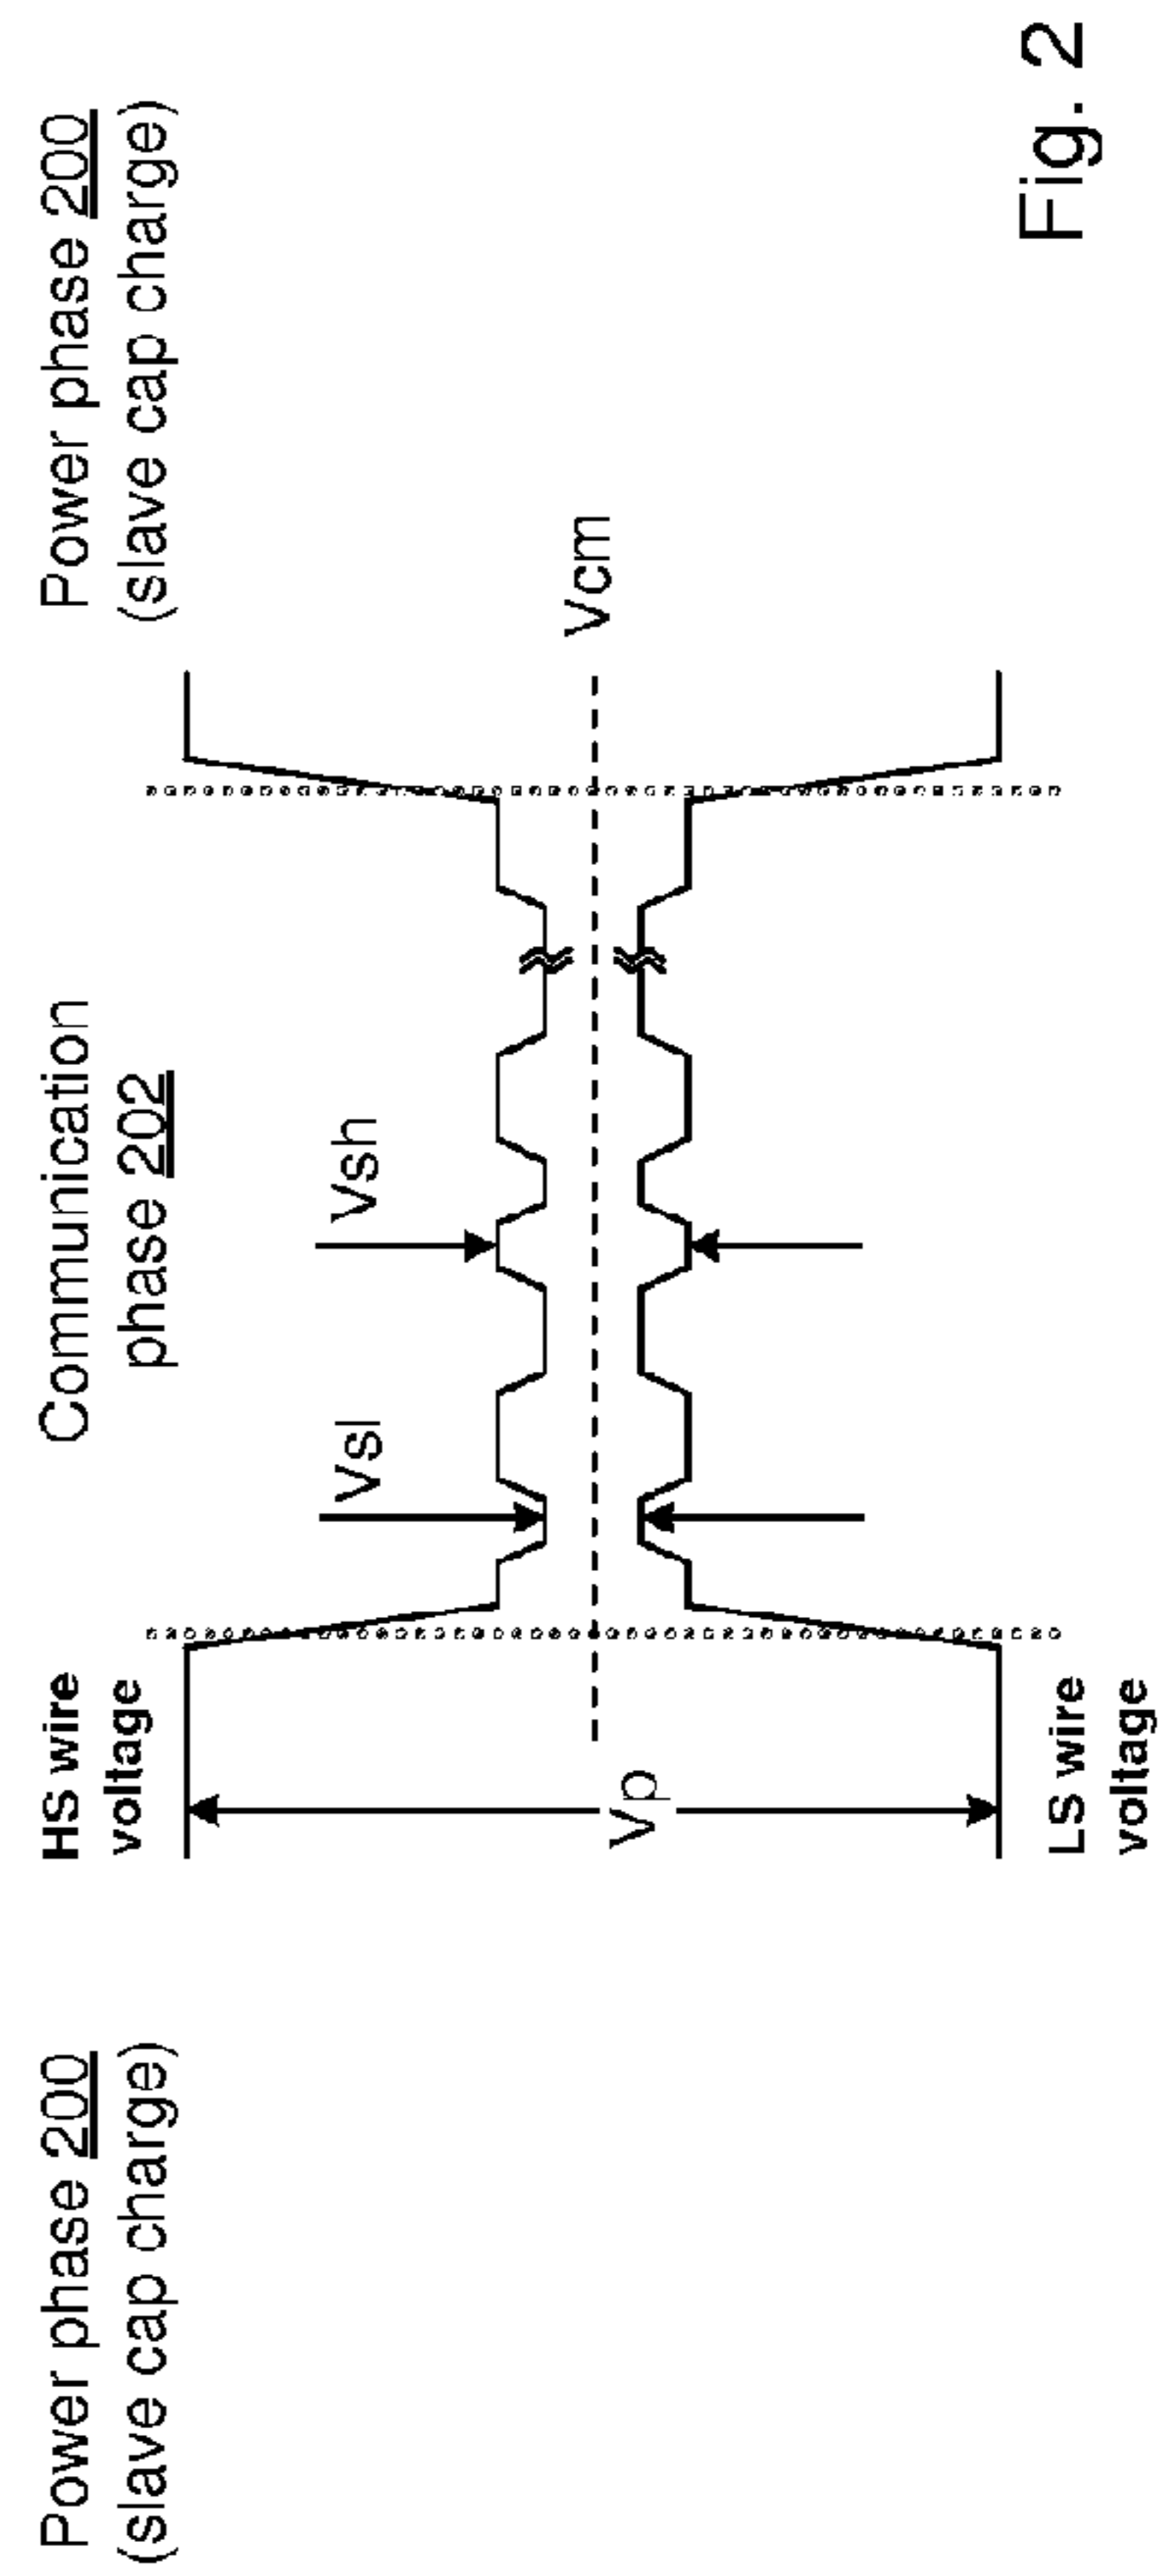 Power phase 200
(slave cap charge)
Communication
phase 202
Power phase 200
(slave cap charge)
HS wire
voltage
Vsl
Vsh
Vcm
Vp
LS wire
voltage
Fig. 2